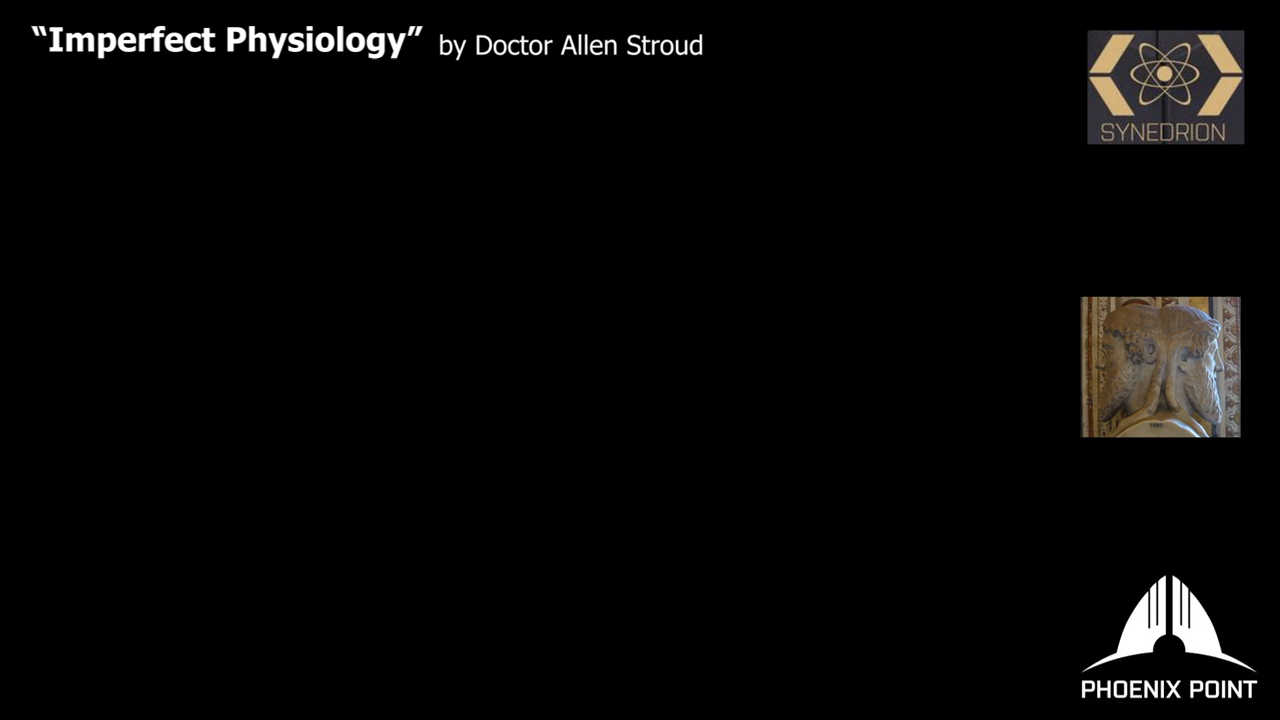 “Imperfect Physiology” by Doctor Allen Stroud
SYNEDRION
PHOENIX POINT